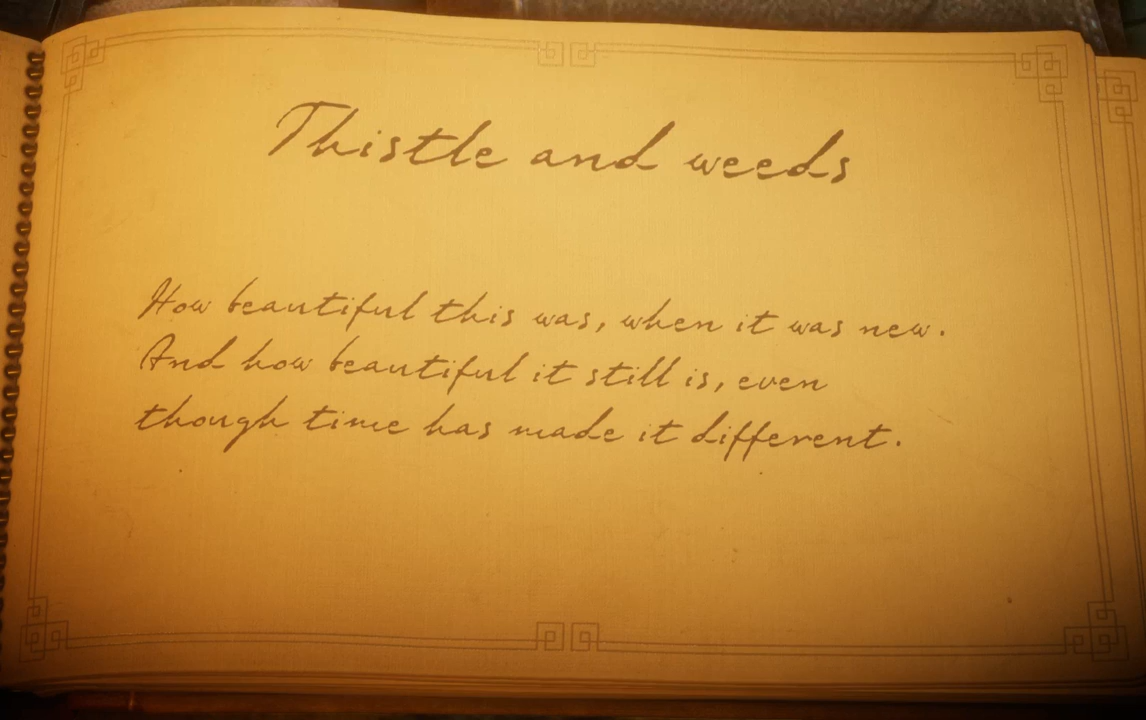 Thistle and weeds
How beautiful this was, when it was new.
And how beautiful it still is, even
though time has made it different.